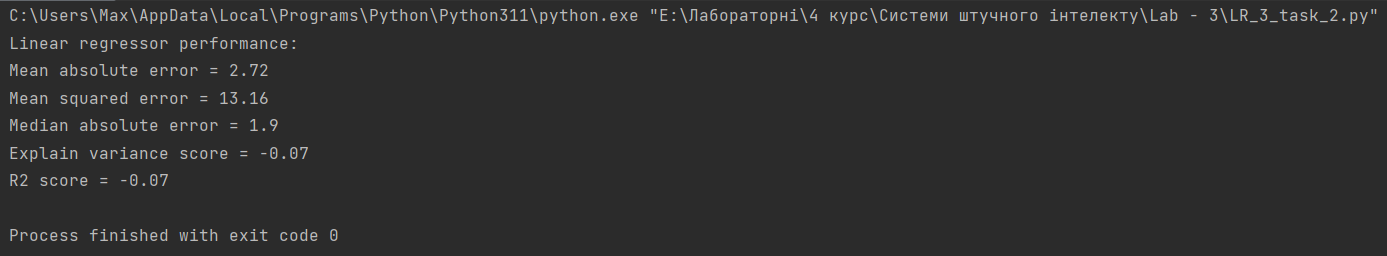 C:\Users\Max\AppData\Local\Programs\Python\Python311\python.exe "E:\Лабораторні\4 курс\Системи штучного інтелекту\Lab - 3\LR_3_task_2.py"
Linear regressor performance:
Mean absolute error = 2.72
Mean squared error = 13.16
Median absolute error = 1.9
Explain variance score = -0.07
R2 score = -0.07
Process finished with exit code 0